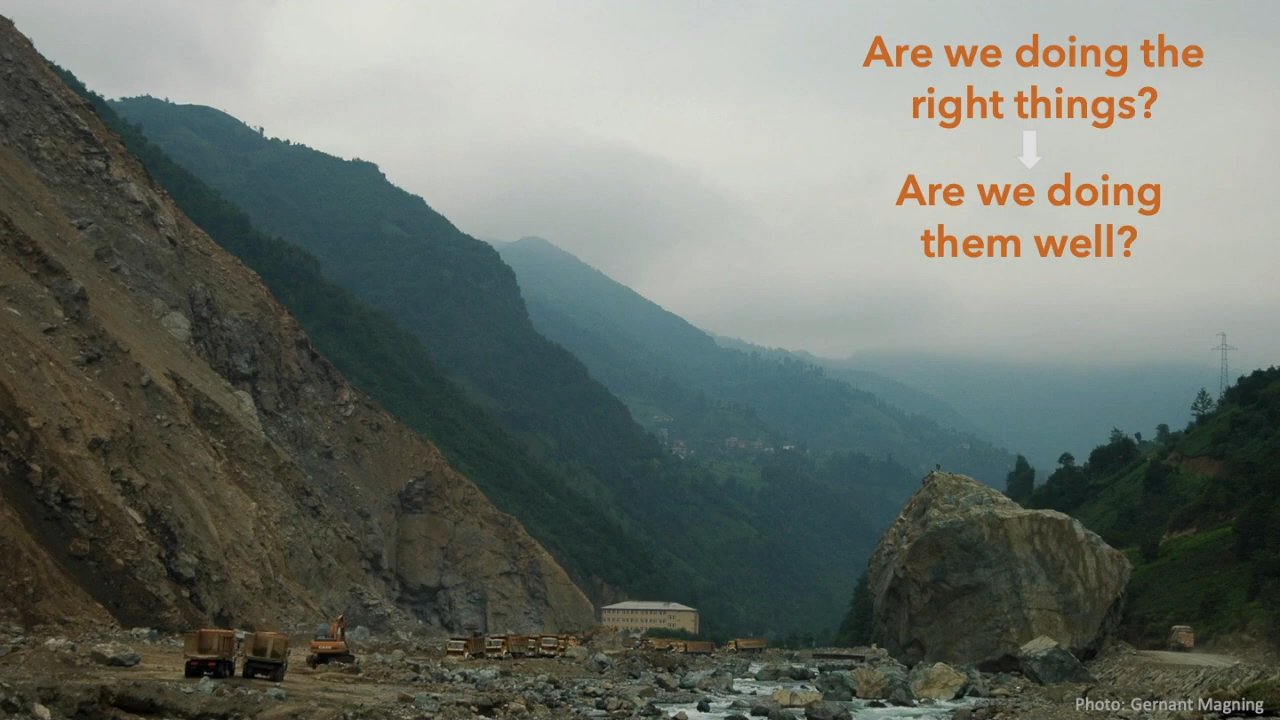 Are we doing the
right things?
Are we doing
them well?
Photo: Gernant Magning